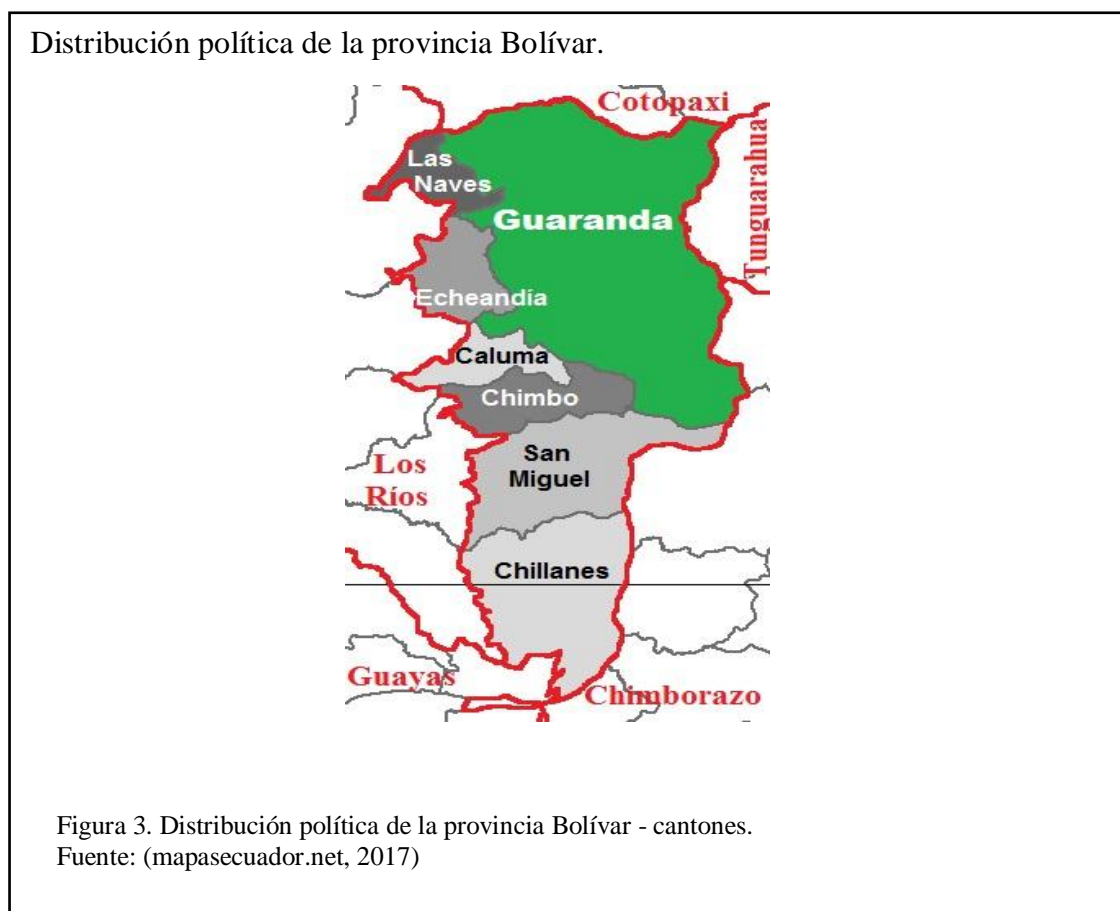 Distribución política de la provincia Bolívar.
Cotopaxi
Tunguarahua
Las
Naves
Guaranda
Echeandía
Caluma
Chimbo
San
Miguel
Los
Ríos
Chillanes
Guayas
Chimborazo
Figura 3. Distribución política de la provincia Bolívar - cantones.
Fuente: (mapasecuador.net, 2017)